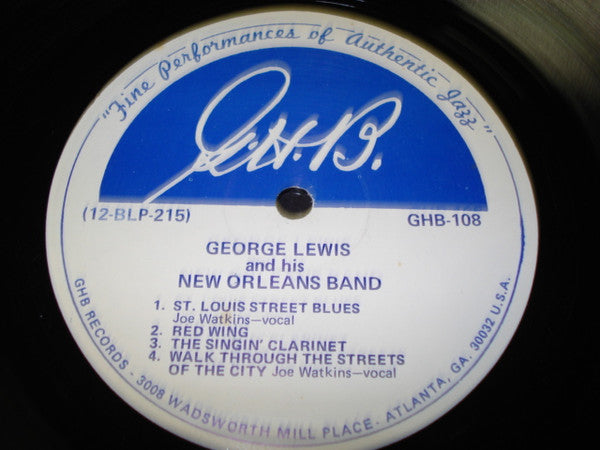 "Fine Performances of Authentic Jazz"
G.H.B.
(12-BLP-215)
GHB-108
GEORGE LEWIS
and his
NEW ORLEANS BAND
1. ST. LOUIS STREET BLUES
Joe Watkins—vocal
2. RED WING
3. THE SINGIN' CLARINET
4. WALK THROUGH THE STREETS
OF THE CITY Joe Watkins—vocal
GHB RECORDS - 3008 WADSWORTH MILL PLACE - ATLANTA, GA. 30032 U.S.A.